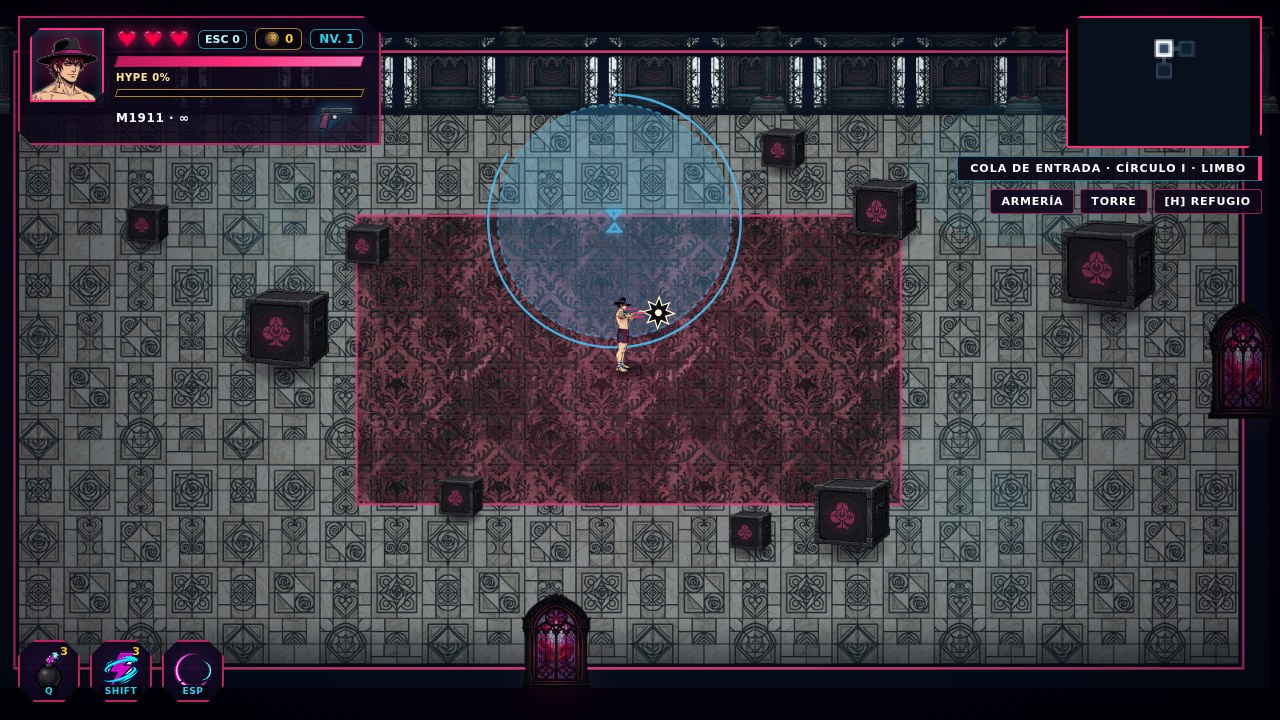 ESC 0
0
NV. 1
HYPE 0%
M1911 · ∞
COLA DE ENTRADA · CÍRCULO I · LIMBO
ARMERÍA
TORRE
[H] REFUGIO
3
Q
3
SHIFT
ESP